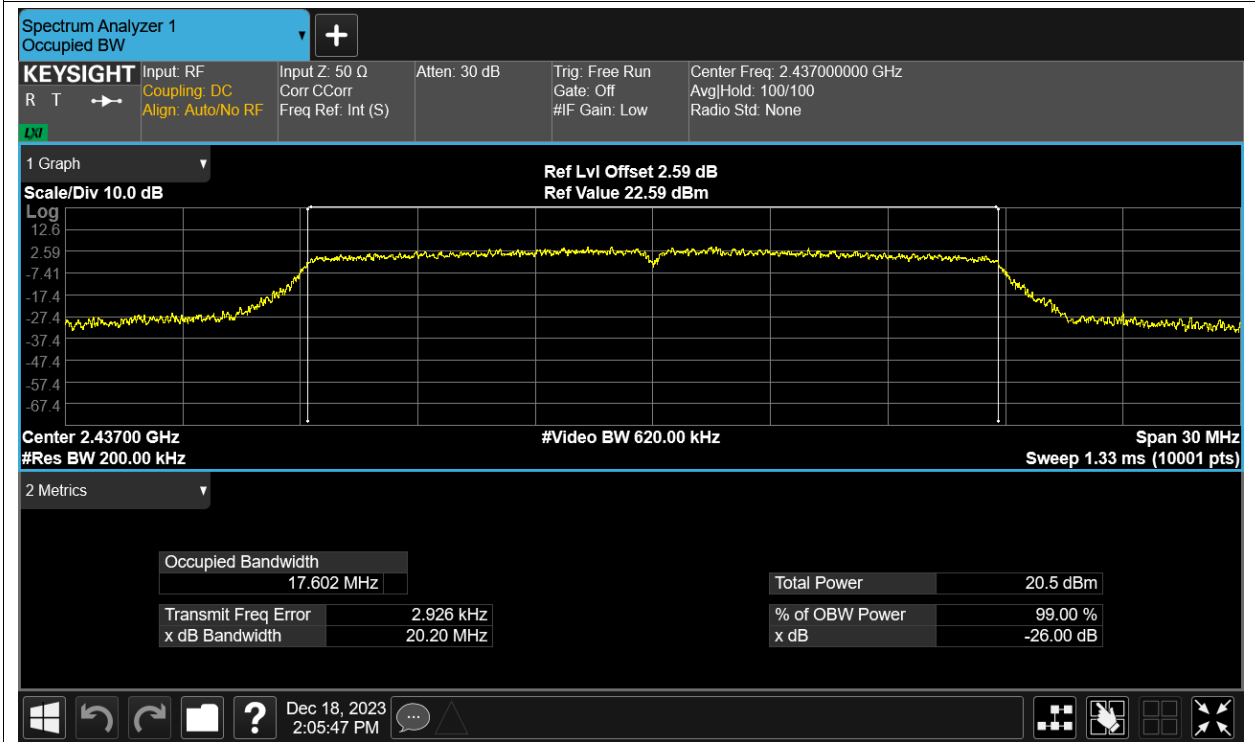 Spectrum Analyzer 1
Occupied BW
KEYSIGHT
R T
LXI
Input: RF
Coupling: DC
Align: Auto/No RF
Input Z: 50 Ω
Corr CCorr
Freq Ref: Int (S)
Atten: 30 dB
Trig: Free Run
Gate: Off
#IF Gain: Low
Center Freq: 2.437000000 GHz
Avg|Hold: 100/100
Radio Std: None
1 Graph
Scale/Div 10.0 dB
Ref Lvl Offset 2.59 dB
Ref Value 22.59 dBm
Log
12.6
2.59
-7.41
-17.4
-27.4
-37.4
-47.4
-57.4
-67.4
Center 2.43700 GHz
#Res BW 200.00 kHz
#Video BW 620.00 kHz
Span 30 MHz
Sweep 1.33 ms (10001 pts)
2 Metrics
Occupied Bandwidth
17.602 MHz
Transmit Freq Error 2.926 kHz
x dB Bandwidth 20.20 MHz
Total Power 20.5 dBm
% of OBW Power 99.00 %
x dB -26.00 dB
?
Dec 18, 2023
2:05:47 PM